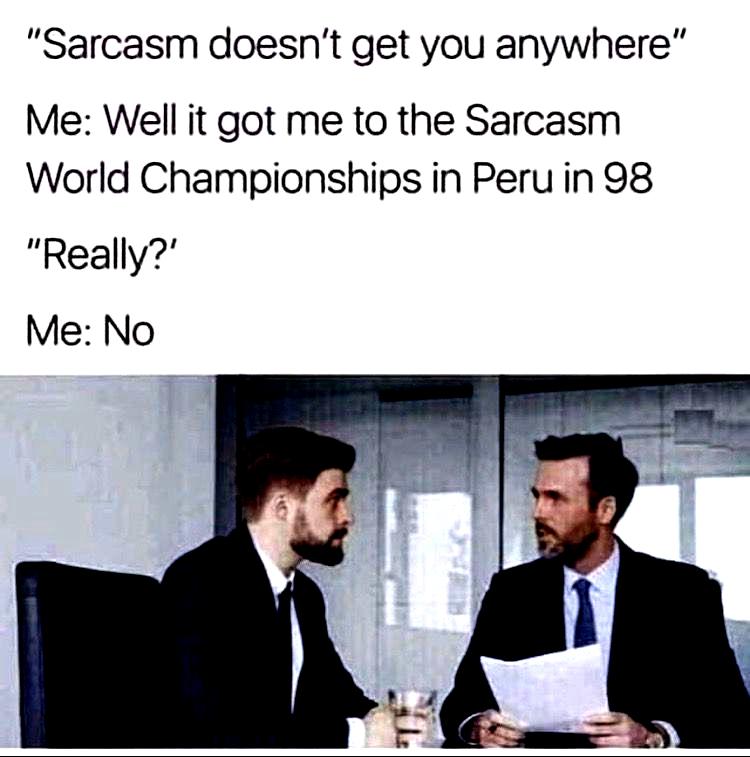 "Sarcasm doesn't get you anywhere"
Me: Well it got me to the Sarcasm
World Championships in Peru in 98
"Really?'
Me: No